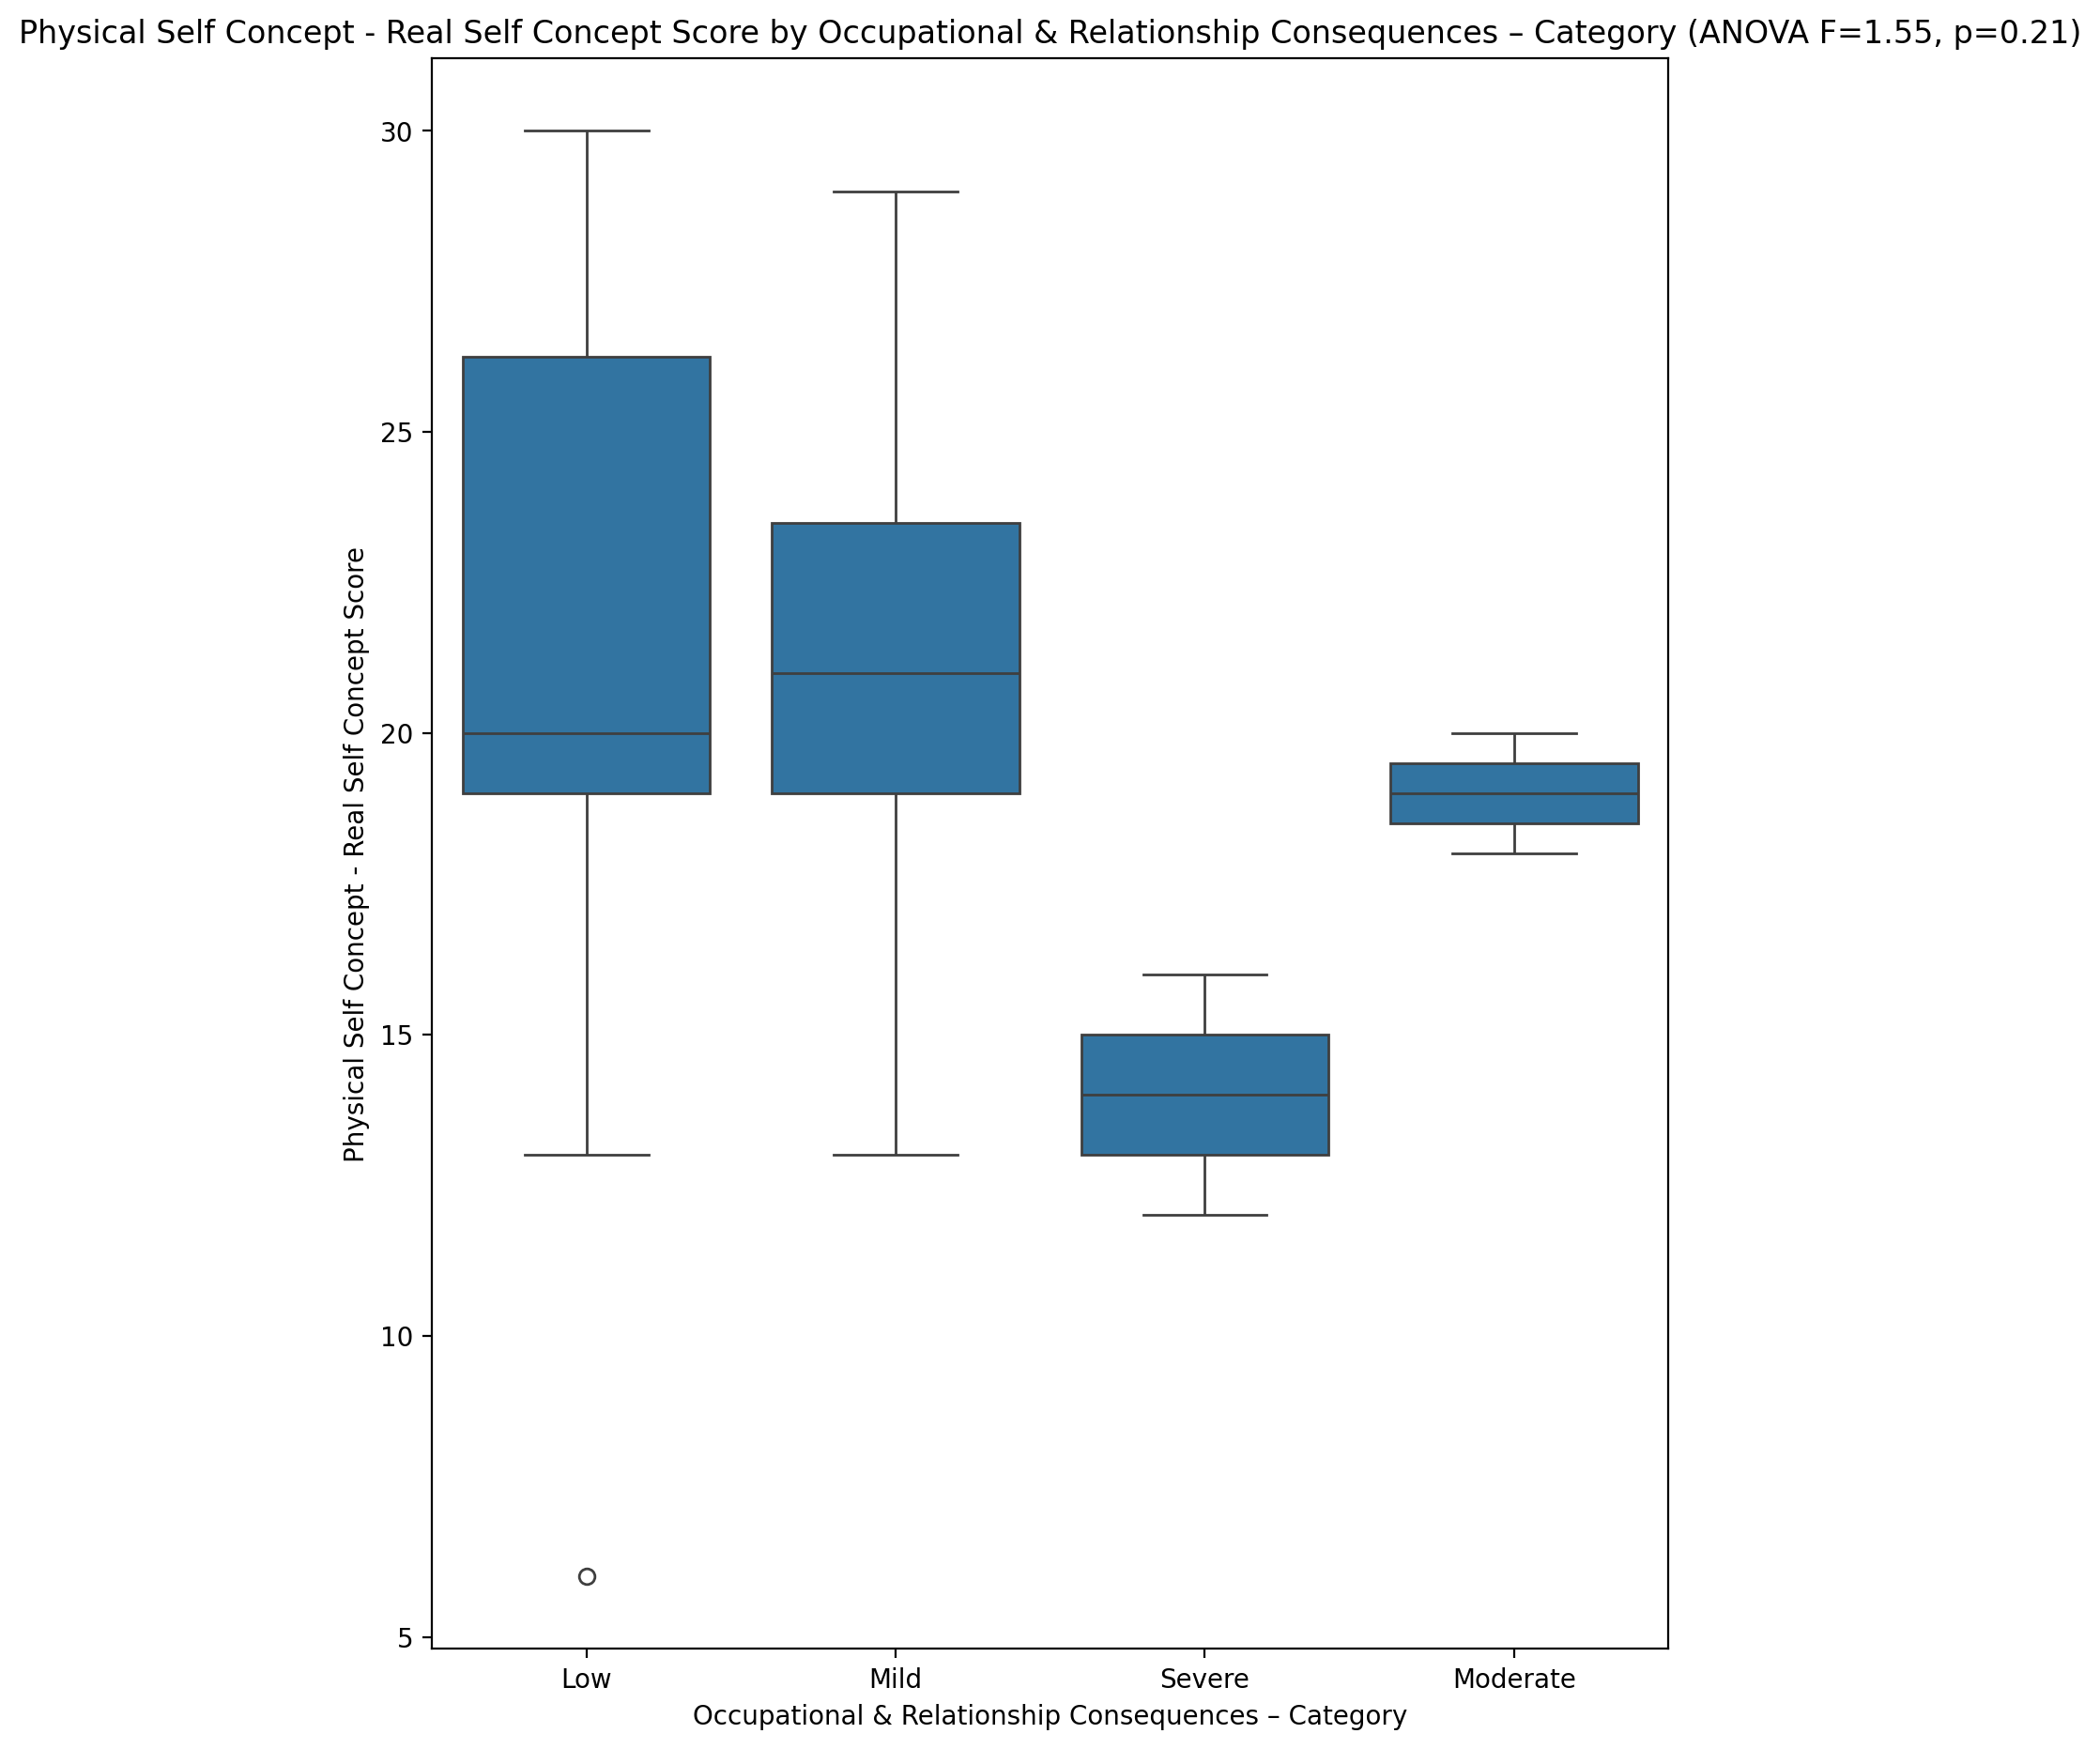 Physical Self Concept - Real Self Concept Score by Occupational & Relationship Consequences – Category (ANOVA F=1.55, p=0.21)
Physical Self Concept - Real Self Concept Score
30
25
20
15
10
5
Low Mild Severe Moderate
Occupational & Relationship Consequences – Category